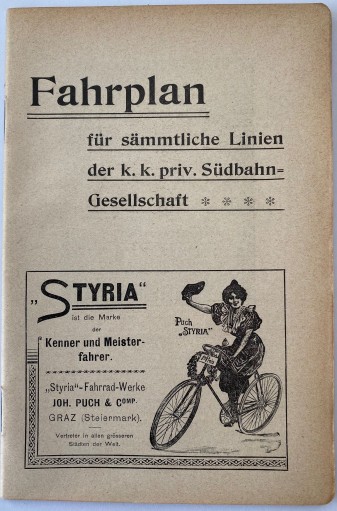 Fahrplan
für sämmtliche Linien
der k. k. priv. Südbahn=
Gesellschaft * * * *
„STYRIA“
ist die Marke
der
Kenner und Meister-
fahrer.
„Styria“-Fahrrad-Werke
JOH. PUCH & COMP.
GRAZ (Steiermark).
Vertreter in allen grösseren
Städten der Welt.
Puch
„STYRIA“